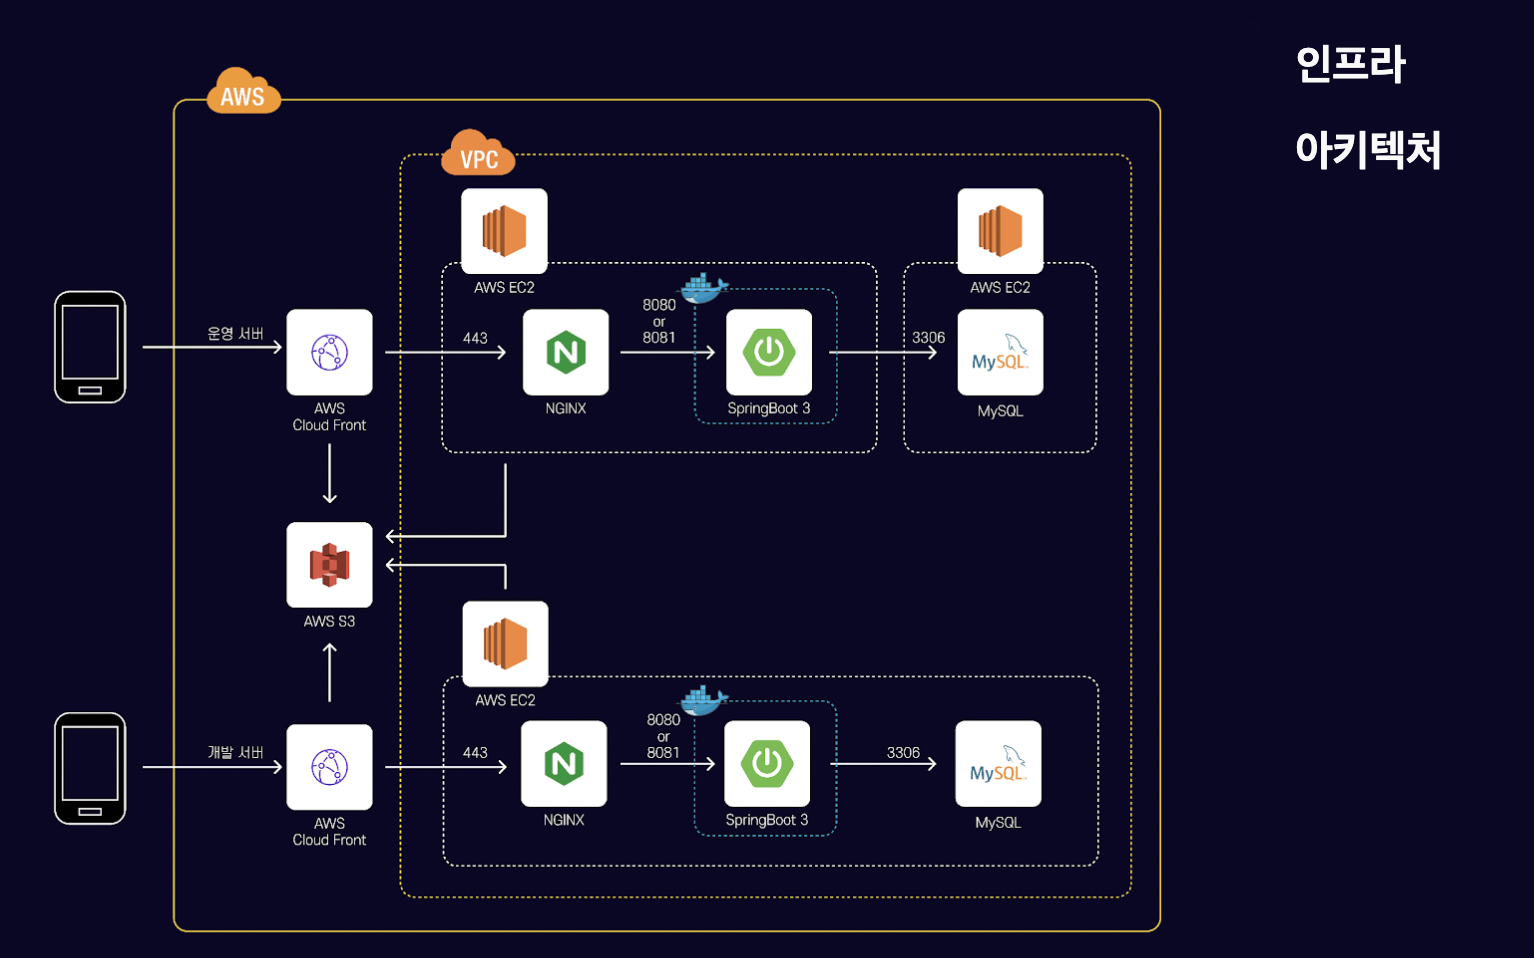 인프라
아키텍처
AWS
VPC
AWS EC2
AWS EC2
운영 서버
AWS
Cloud Front
443
NGINX
8080
or
8081
SpringBoot 3
3306
MySQL
MySQL
AWS S3
AWS EC2
개발 서버
AWS
Cloud Front
443
NGINX
8080
or
8081
SpringBoot 3
3306
MySQL
MySQL